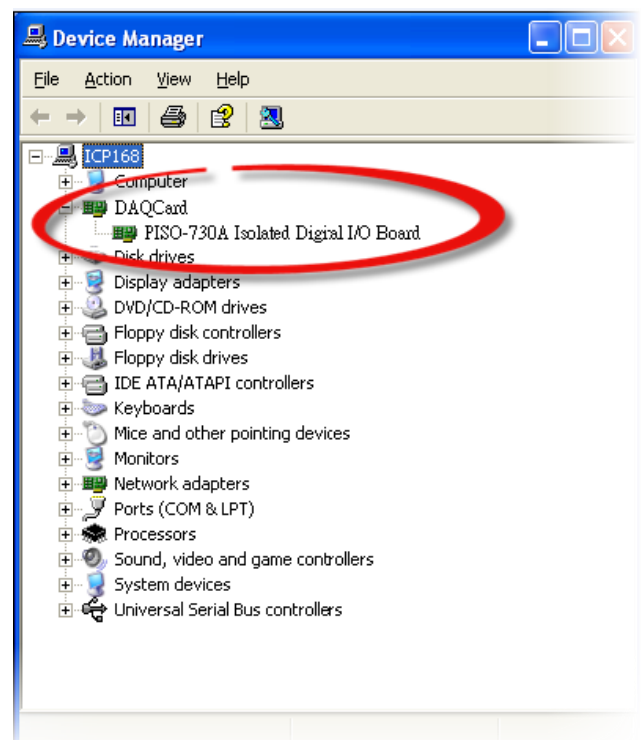 Device Manager
File Action View Help
ICP168
Computer
DAQCard
PISO-730A Isolated Digital I/O Board
Disk drives
Display adapters
DVD/CD-ROM drives
Floppy disk controllers
Floppy disk drives
IDE ATA/ATAPI controllers
Keyboards
Mice and other pointing devices
Monitors
Network adapters
Ports (COM & LPT)
Processors
Sound, video and game controllers
System devices
Universal Serial Bus controllers